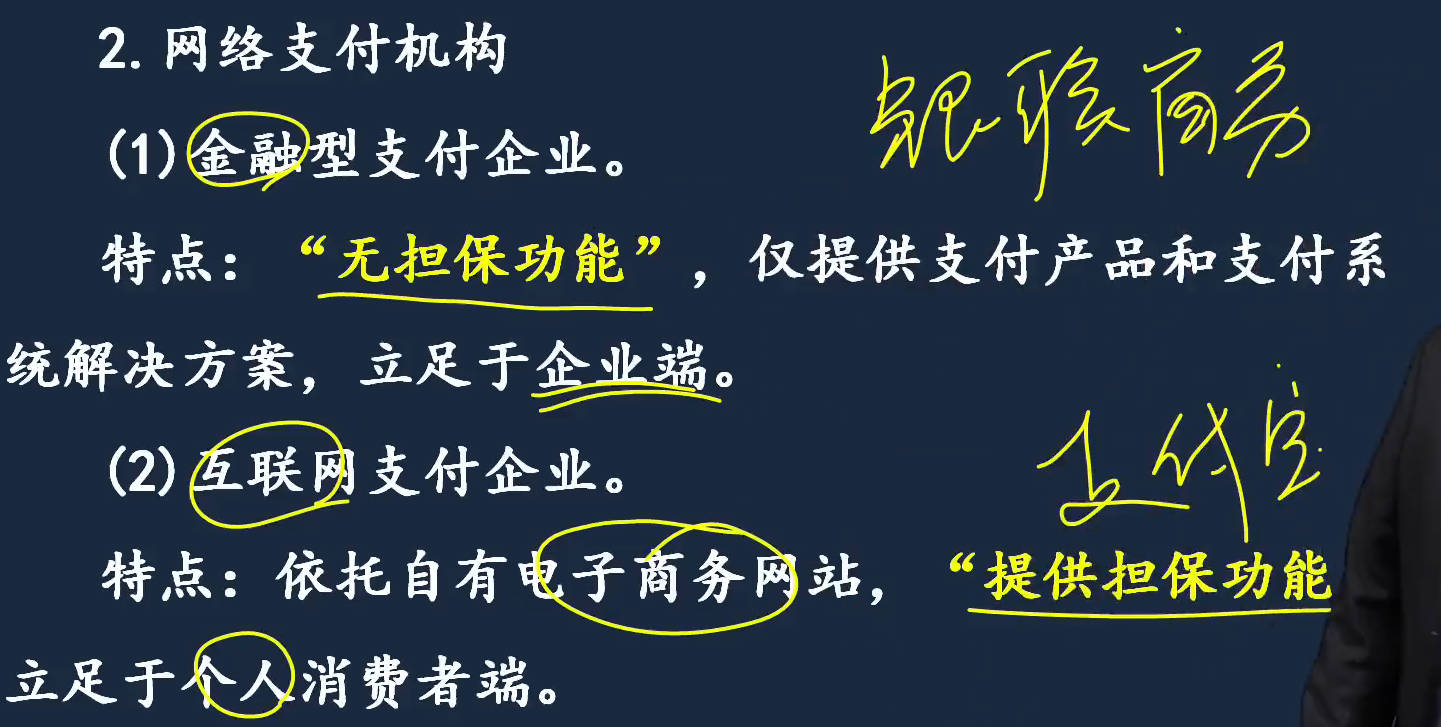 2. 网络支付机构
银联商务
(1)金融型支付企业。
特点：“无担保功能”，仅提供支付产品和支付系
统解决方案，立足于企业端。
支付宝
(2)互联网支付企业。
特点：依托自有电子商务网站，“提供担保功能
立足于个人消费者端。